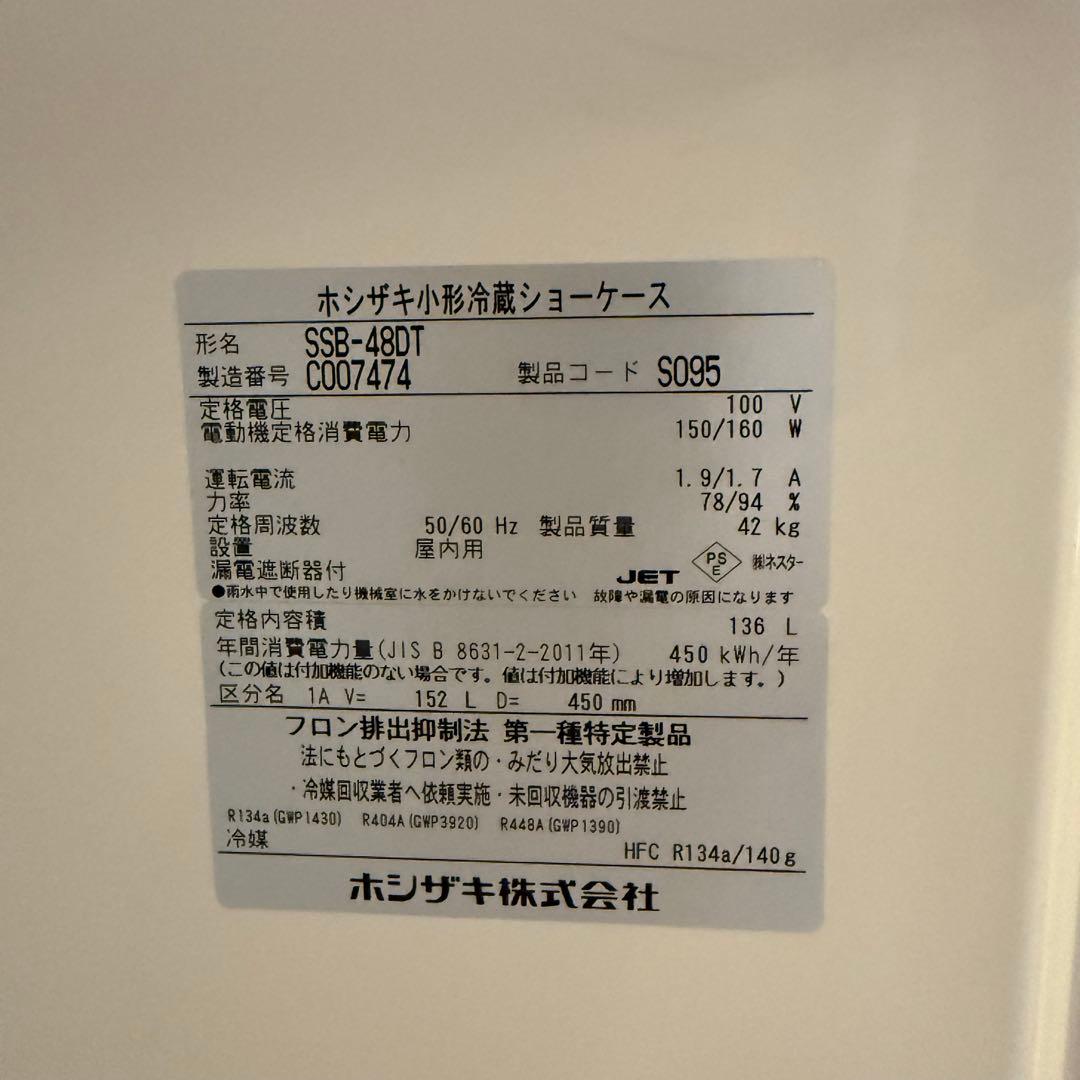 ホシザキ小形冷蔵ショーケース
形名 SSB-48DT
製造番号 C007474 製品コード S095
定格電圧 100 V
電動機定格消費電力 150/160 W
運転電流 1.9/1.7 A
力率 78/94 %
定格周波数 50/60 Hz 製品質量 42 kg
設置 屋内用
漏電遮断器付 JET PSE ㈱ネスター
●雨水中で使用したり機械室に水をかけないでください 故障や漏電の原因になります
定格内容積 136 L
年間消費電力量(JIS B 8631-2-2011年) 450 kWh/年
(この値は付加機能のない場合です。値は付加機能により増加します。)
区分名 1A V= 152 L D= 450 mm
フロン排出抑制法 第一種特定製品
法にもとづくフロン類の・みだり大気放出禁止
・冷媒回収業者へ依頼実施・未回収機器の引渡禁止
R134a(GWP1430) R404A(GWP3920) R448A(GWP1390)
冷媒 HFC R134a/140g
ホシザキ株式会社